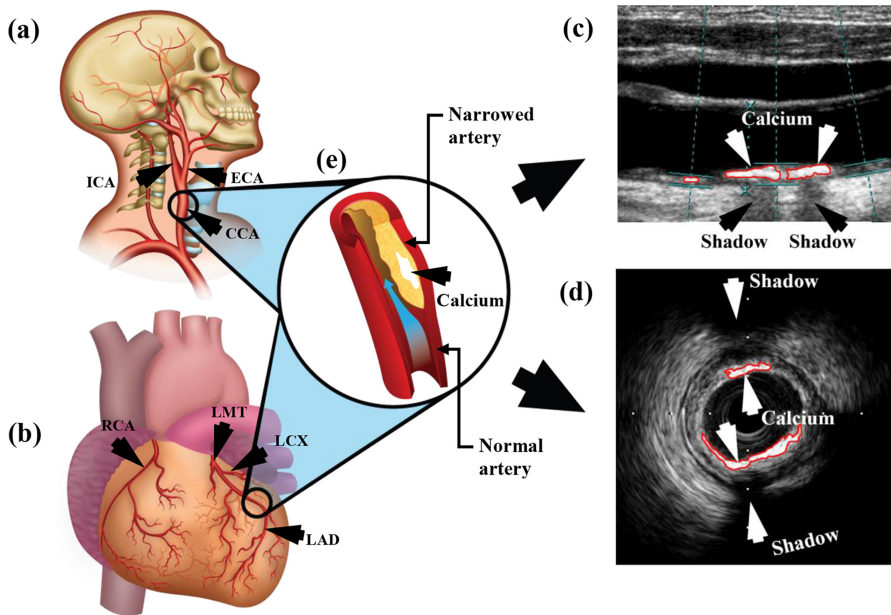 (a)
ICA
ECA
CCA
(b)
RCA
LMT
LCX
LAD
(e)
Narrowed
artery
Calcium
Normal
artery
(c)
Calcium
Shadow
Shadow
(d)
Shadow
Calcium
Shadow